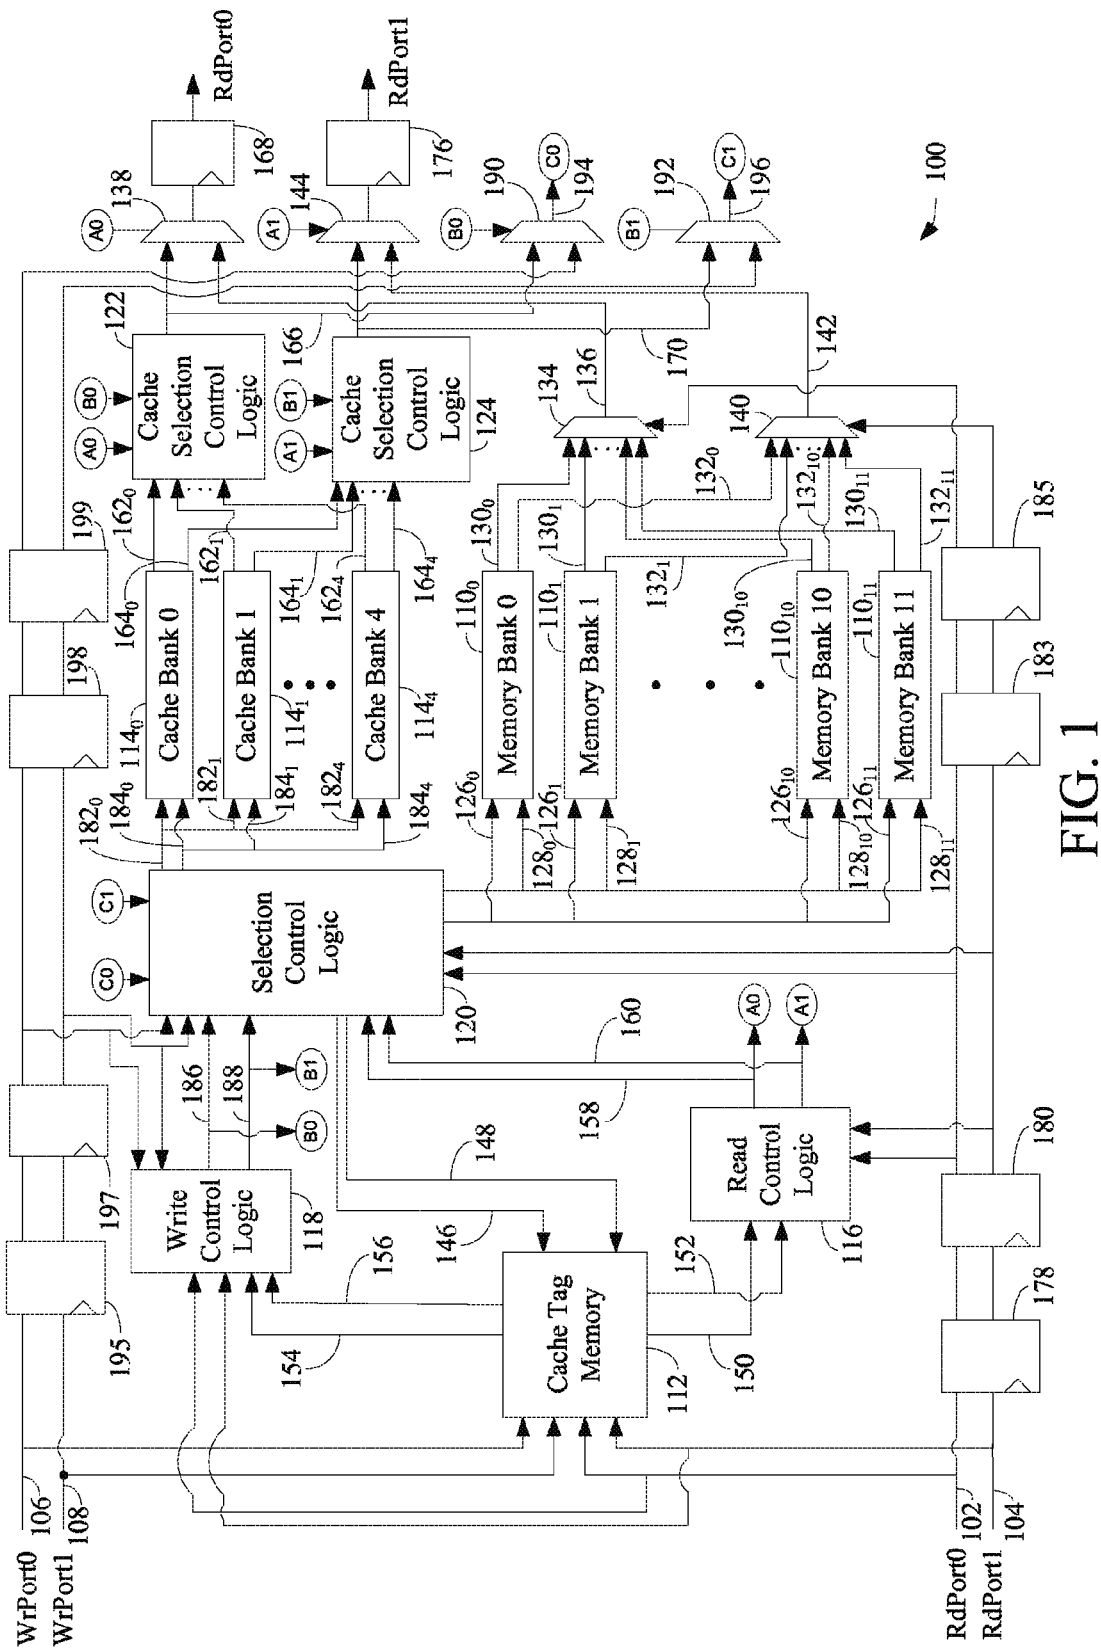 WrPort0
106
WrPort1
108
195
197
198
199
RdPort0
C0
C1
A0
B0
A0
A1
B0
B1
138
144
190
192
168
176
RdPort1
C0
194
C1
196
Write
Control
Logic
118
186
188
B0
B1
Selection
Control
Logic
120
182₀
184₀
182₁
184₁
182₄
184₄
114₀
Cache Bank 0
164₀
162₀
Cache Bank 1
114₁
162₁
164₁
Cache Bank 4
114₄
162₄
164₄
122
Cache
Selection
Control
Logic
166
A1
B1
Cache
Selection
Control
Logic
124
154
156
146
148
158
160
Cache Tag
Memory
112
150
152
126₀
128₀
126₁
128₁
126₁₀
128₁₀
126₁₁
128₁₁
110₀
Memory Bank 0
130₀
110₁
Memory Bank 1
130₁
132₁
132₀
134
136
170
140
142
Read
Control
Logic
116
A0
A1
110₁₀
Memory Bank 10
130₁₀
132₁₀
110₁₁
Memory Bank 11
130₁₁
132₁₁
RdPort0
102
RdPort1
104
178
180
183
185
100
FIG. 1